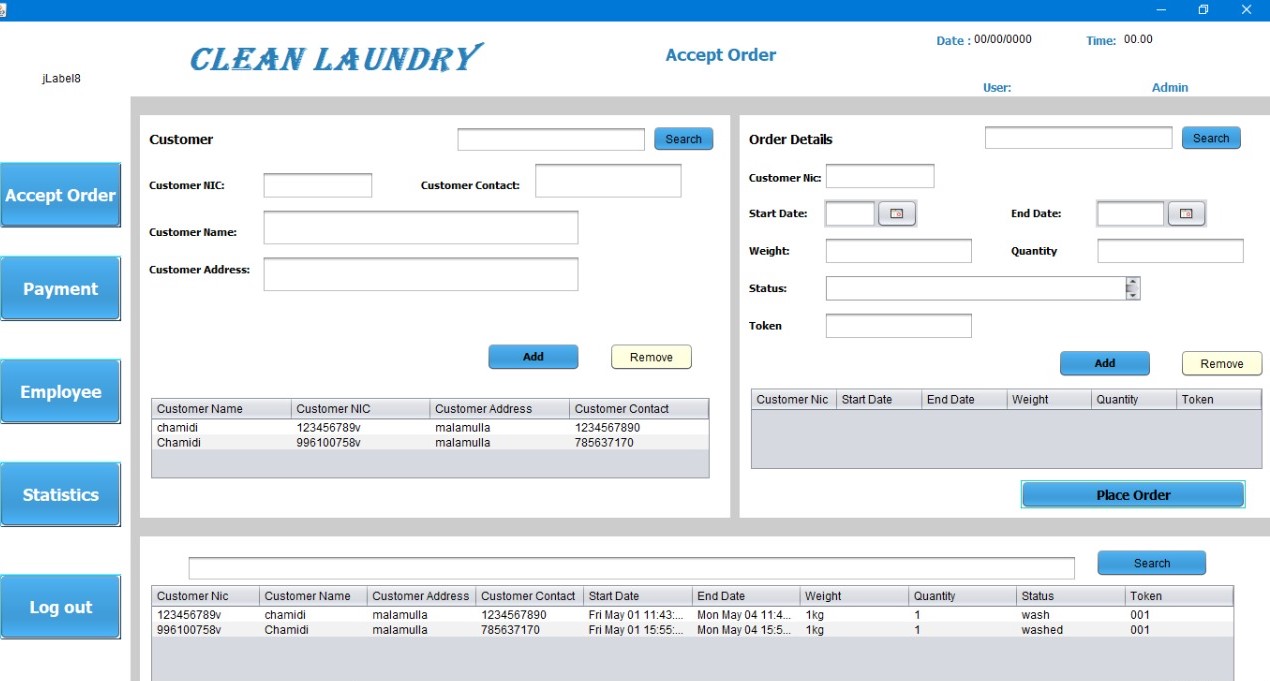 CLEAN LAUNDRY
Accept Order
Date : 00/00/0000
Time: 00.00
jLabel8
User:
Admin
Accept Order
Payment
Employee
Statistics
Log out
Customer
Search
Customer NIC:
Customer Contact:
Customer Name:
Customer Address:
Add
Remove
Customer Name Customer NIC Customer Address Customer Contact
chamidi 123456789v malamulla 1234567890
Chamidi 996100758v malamulla 785637170
Order Details
Search
Customer Nic:
Start Date:
End Date:
Weight:
Quantity
Status:
Token
Add
Remove
Customer Nic Start Date End Date Weight Quantity Token
Place Order
Search
Customer Nic Customer Name Customer Address Customer Contact Start Date End Date Weight Quantity Status Token
123456789v chamidi malamulla 1234567890 Fri May 01 11:43:... Mon May 04 11:4... 1kg 1 wash 001
996100758v Chamidi malamulla 785637170 Fri May 01 15:55:... Mon May 04 15:5... 1kg 1 washed 001